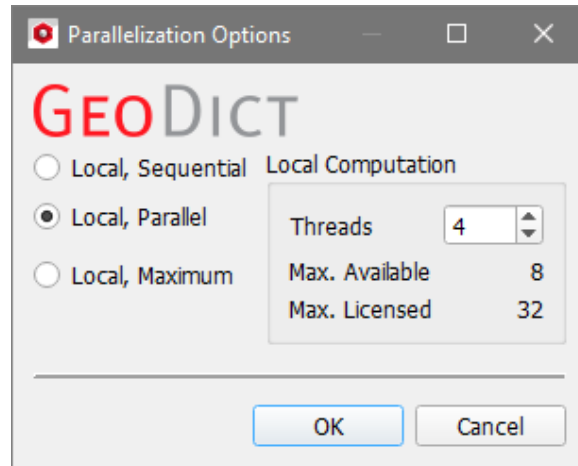 Parallelization Options
GEODICT
Local, Sequential
Local, Parallel
Local, Maximum
Local Computation
Threads 4
Max. Available 8
Max. Licensed 32
OK Cancel